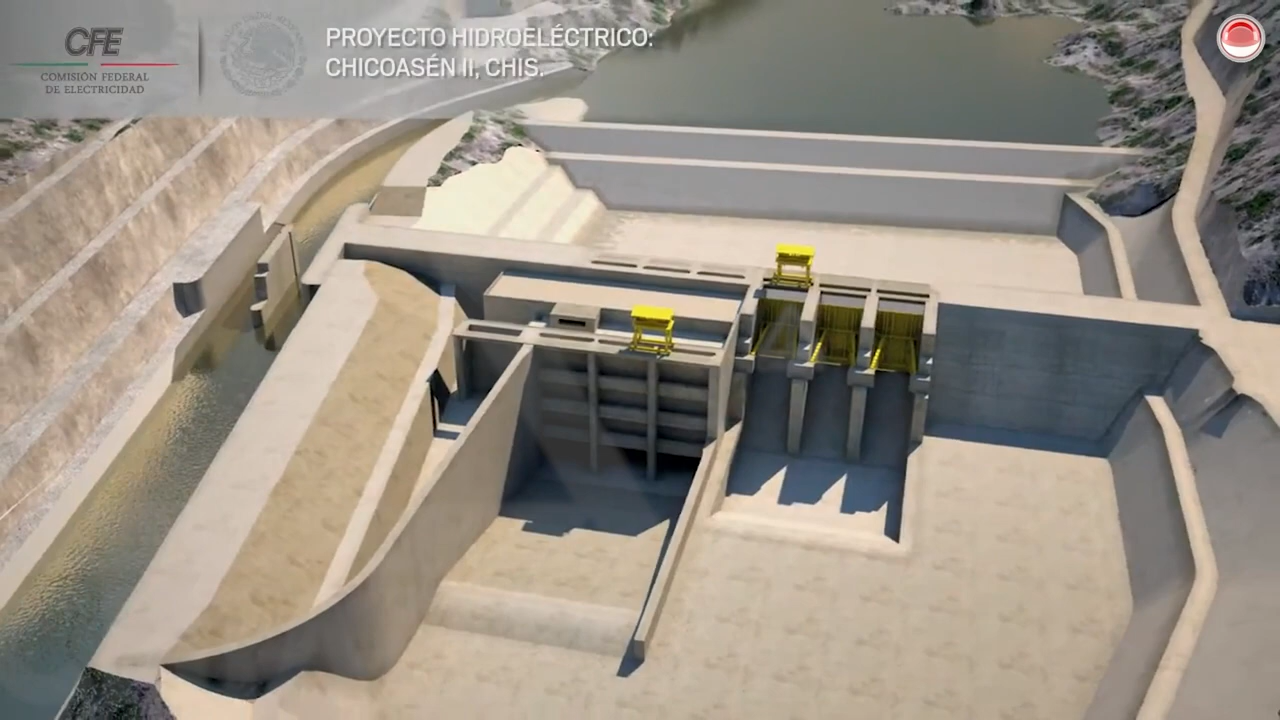 CFE
COMISIÓN FEDERAL
DE ELECTRICIDAD
PROYECTO HIDROELÉCTRICO:
CHICOASÉN II, CHIS.